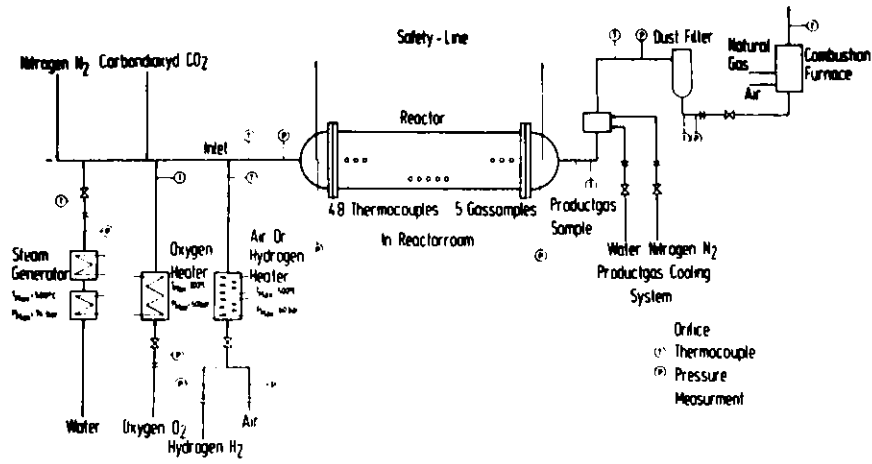 Safety-Line
Nitrogen N2 Carbondioxyd CO2
Dust Filter
Natural
Gas
Air
Combustion
Furnace
Inlet
Reactor
48 Thermocouples 5 Gassamples
In Reactorroom
Productgas
Sample
Water Nitrogen N2
Productgas Cooling
System
Steam
Generator
Oxygen
Heater
Air Or
Hydrogen
Heater
Water
Oxygen O2
Hydrogen H2
Air
Orifice
T Thermocouple
P Pressure
Measurment